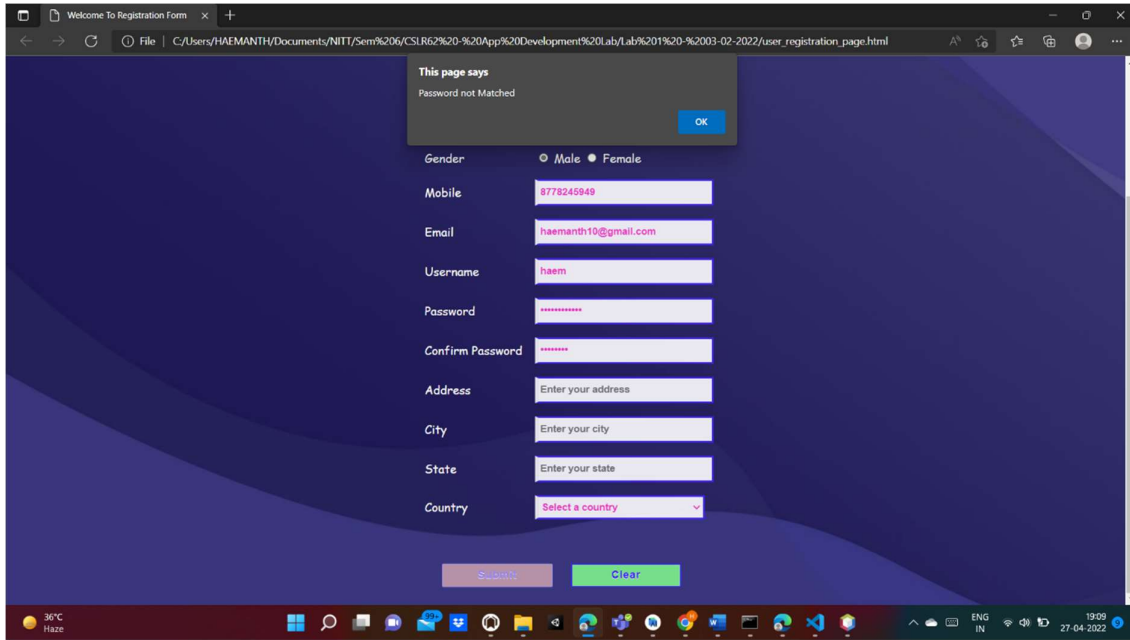 Welcome To Registration Form
File | C:/Users/HAEMANTH/Documents/NITT/Sem%206/CSLR62%20-%20App%20Development%20Lab/Lab%201%20-%2003-02-2022/user_registration_page.html
This page says
Password not Matched
OK
Gender Male Female
Mobile 8778245949
Email haemanth10@gmail.com
Username haem
Password ••••••••••••
Confirm Password ••••••••
Address Enter your address
City Enter your city
State Enter your state
Country Select a country
Submit Clear
36°C
Haze
99+
ENG
IN
19:09
27-04-2022